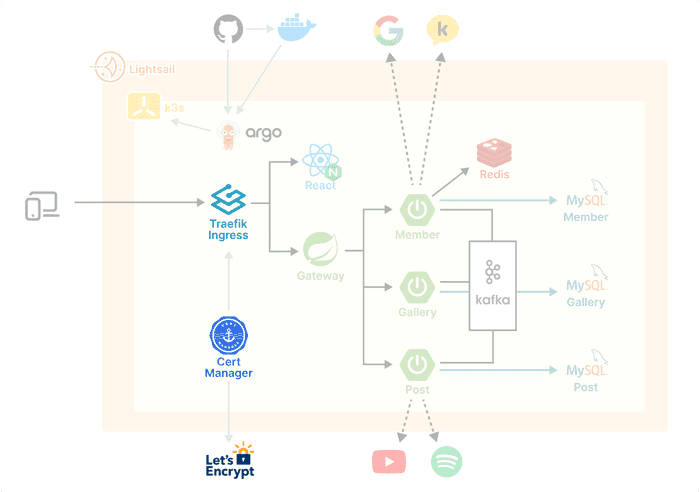 Lightsail
k3s
argo
React
Redis
MySQL
Member
Traefik
Ingress
Member
Gateway
kafka
MySQL
Gallery
Gallery
Cert
Manager
MySQL
Post
Post
Let's
Encrypt